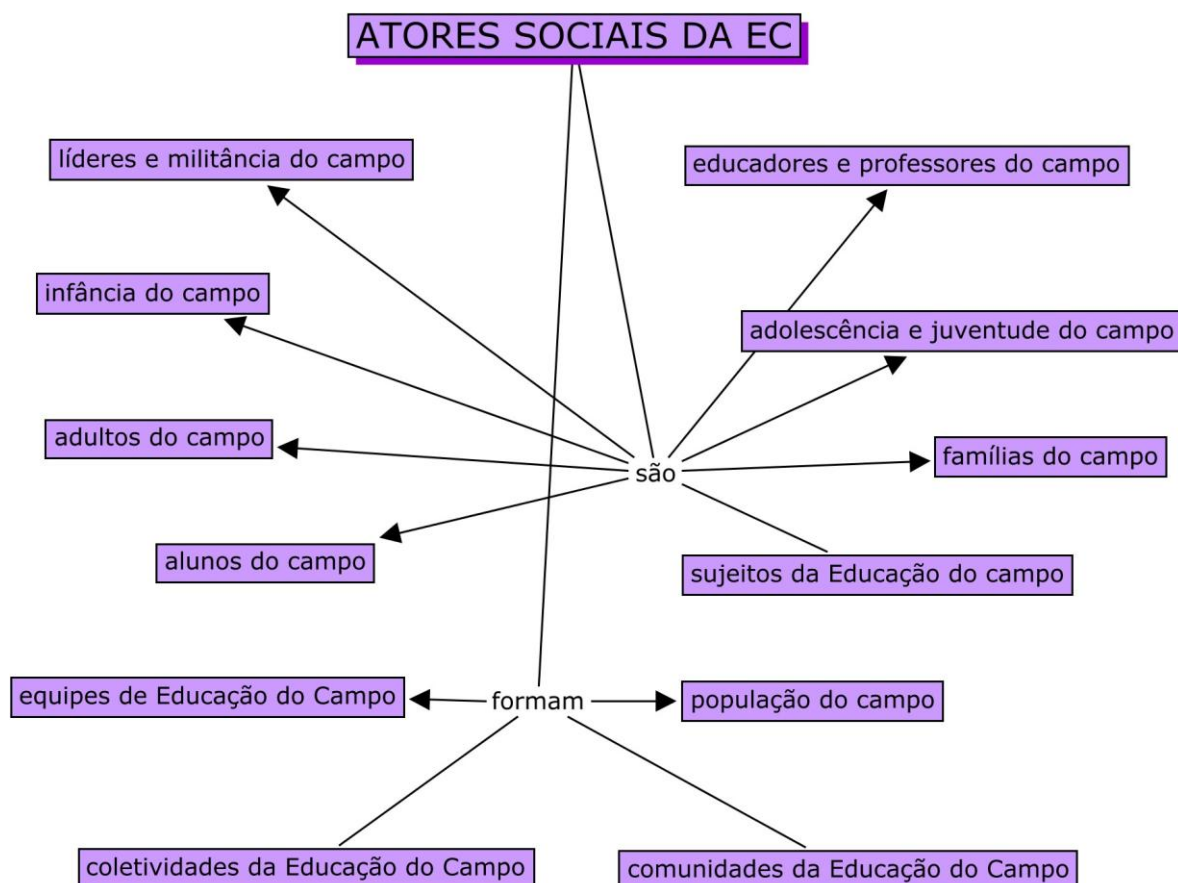 ATORES SOCIAIS DA EC
líderes e militância do campo
educadores e professores do campo
infância do campo
adolescência e juventude do campo
adultos do campo
famílias do campo
são
alunos do campo
sujeitos da Educação do campo
equipes de Educação do Campo
formam
população do campo
coletividades da Educação do Campo
comunidades da Educação do Campo